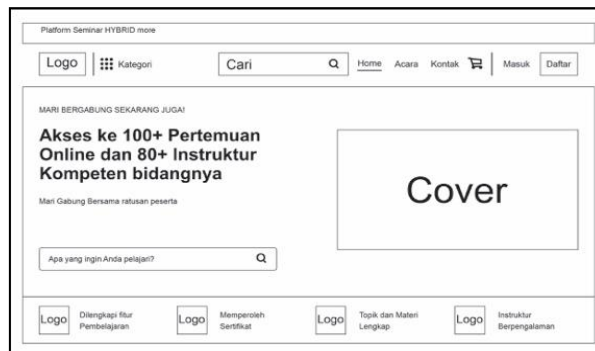 Platform Seminar HYBRID more
Logo Kategori Cari Home Acara Kontak Masuk Daftar
MARI BERGABUNG SEKARANG JUGA!
Akses ke 100+ Pertemuan
Online dan 80+ Instruktur
Kompeten bidangnya
Mari Gabung Bersama ratusan peserta
Cover
Apa yang ingin Anda pelajari?
Logo Dilengkapi fitur
Pembelajaran
Logo Memperoleh
Sertifikat
Logo Topik dan Materi
Lengkap
Logo Instruktur
Berpengalaman